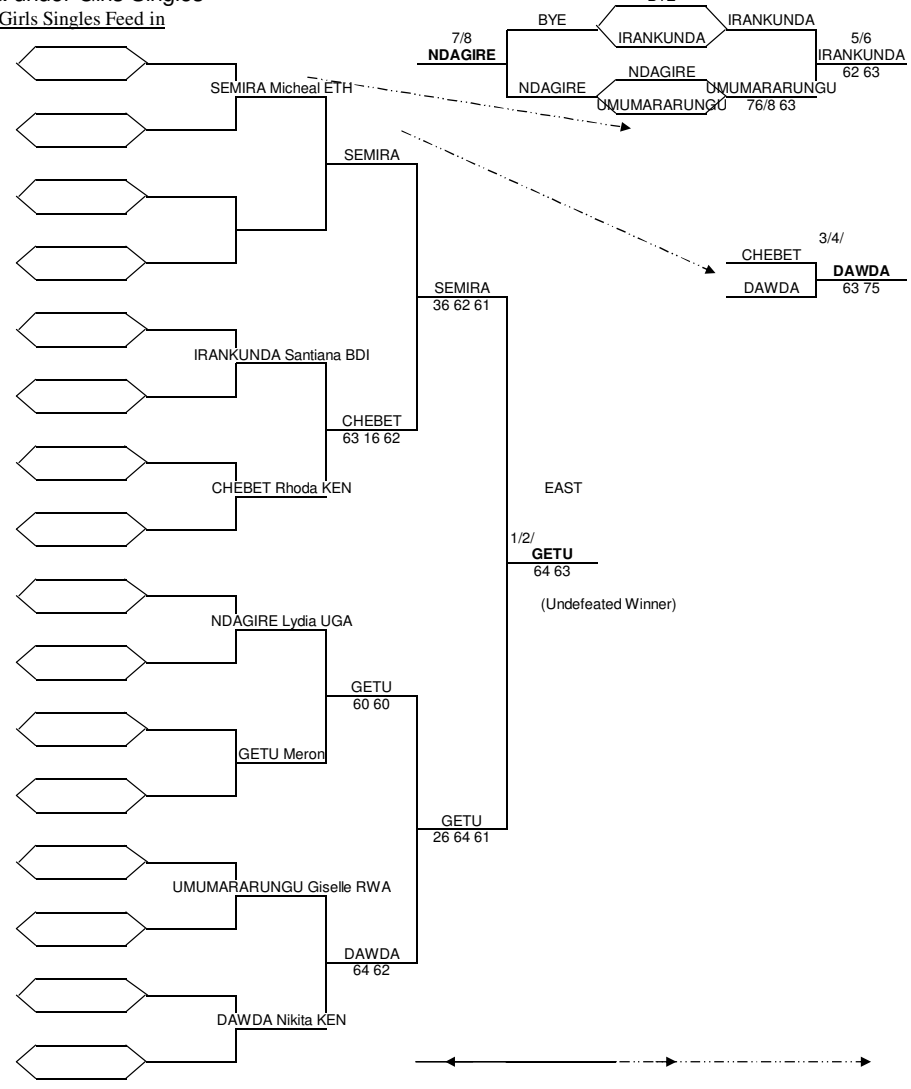 Girls Singles Feed in
BYE
IRANKUNDA
IRANKUNDA
7/8
NDAGIRE
5/6
IRANKUNDA
62 63
NDAGIRE
NDAGIRE
UMUMARARUNGU
UMUMARARUNGU
76/8 63
SEMIRA Micheal ETH
SEMIRA
3/4/
CHEBET
DAWDA
DAWDA
63 75
SEMIRA
36 62 61
IRANKUNDA Santiana BDI
CHEBET
63 16 62
CHEBET Rhoda KEN
EAST
1/2/
GETU
64 63
(Undefeated Winner)
NDAGIRE Lydia UGA
GETU
60 60
GETU Meron
GETU
26 64 61
UMUMARARUNGU Giselle RWA
DAWDA
64 62
DAWDA Nikita KEN